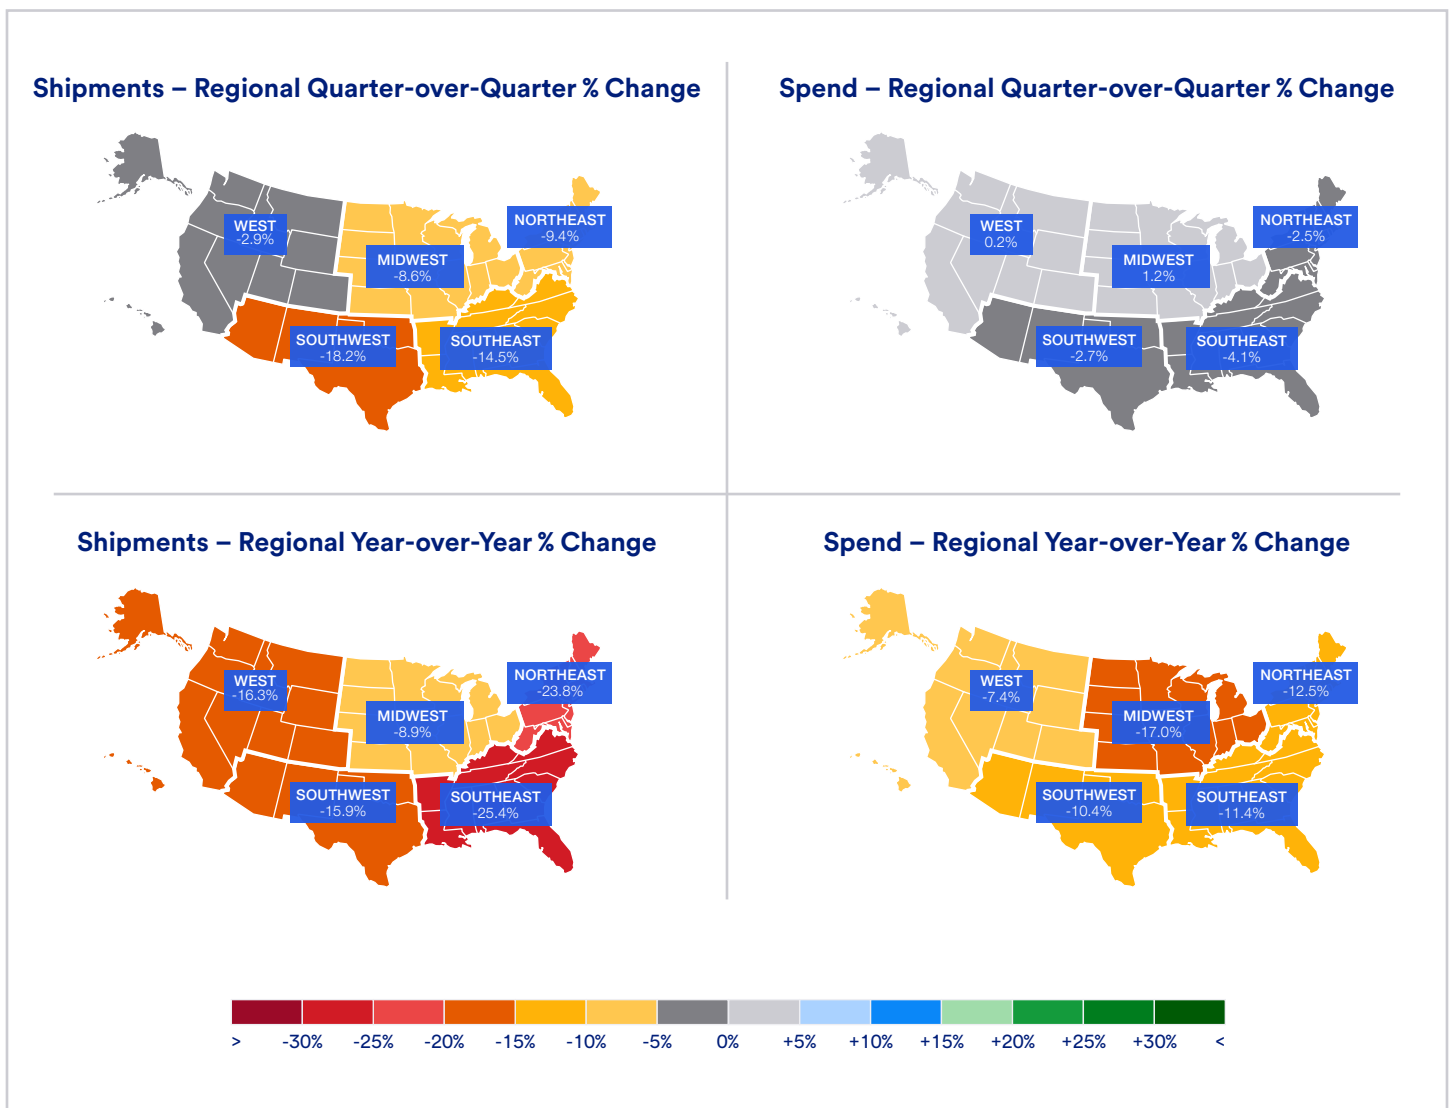 Shipments – Regional Quarter-over-Quarter % Change
WEST
-2.9%
MIDWEST
-8.6%
NORTHEAST
-9.4%
SOUTHWEST
-18.2%
SOUTHEAST
-14.5%
Spend – Regional Quarter-over-Quarter % Change
WEST
0.2%
MIDWEST
1.2%
NORTHEAST
-2.5%
SOUTHWEST
-2.7%
SOUTHEAST
-4.1%
Shipments – Regional Year-over-Year % Change
WEST
-16.3%
MIDWEST
-8.9%
NORTHEAST
-23.8%
SOUTHWEST
-15.9%
SOUTHEAST
-25.4%
Spend – Regional Year-over-Year % Change
WEST
-7.4%
MIDWEST
-17.0%
NORTHEAST
-12.5%
SOUTHWEST
-10.4%
SOUTHEAST
-11.4%
> -30% -25% -20% -15% -10% -5% 0% +5% +10% +15% +20% +25% +30% <